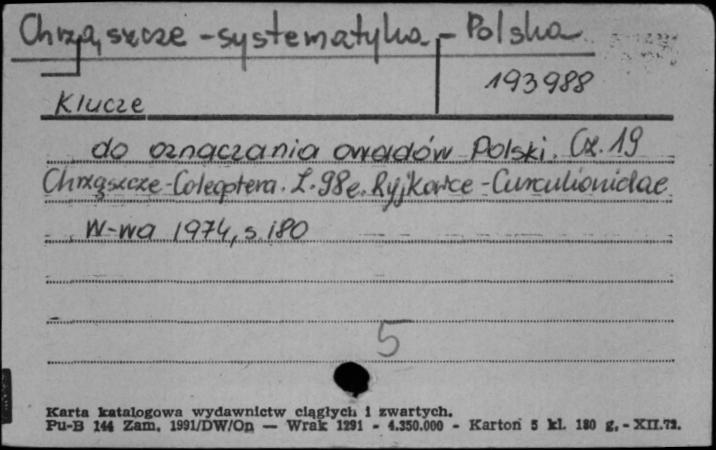 Chrząszcze - systematyka - Polska
193988
Klucze
do oznaczania owadów Polski. Cz. 19
Chrząszcze - Coleoptera. Z. 98e. Ryjkowce - Curculionidae
W-wa 1974, s. 180
5
Karta katalogowa wydawnictw ciągłych i zwartych.
Pu-B 144 Zam. 1991/DW/On — Wrak 1291 - 4.350.000 - Karton 5 kl. 180 g. - XII.72.